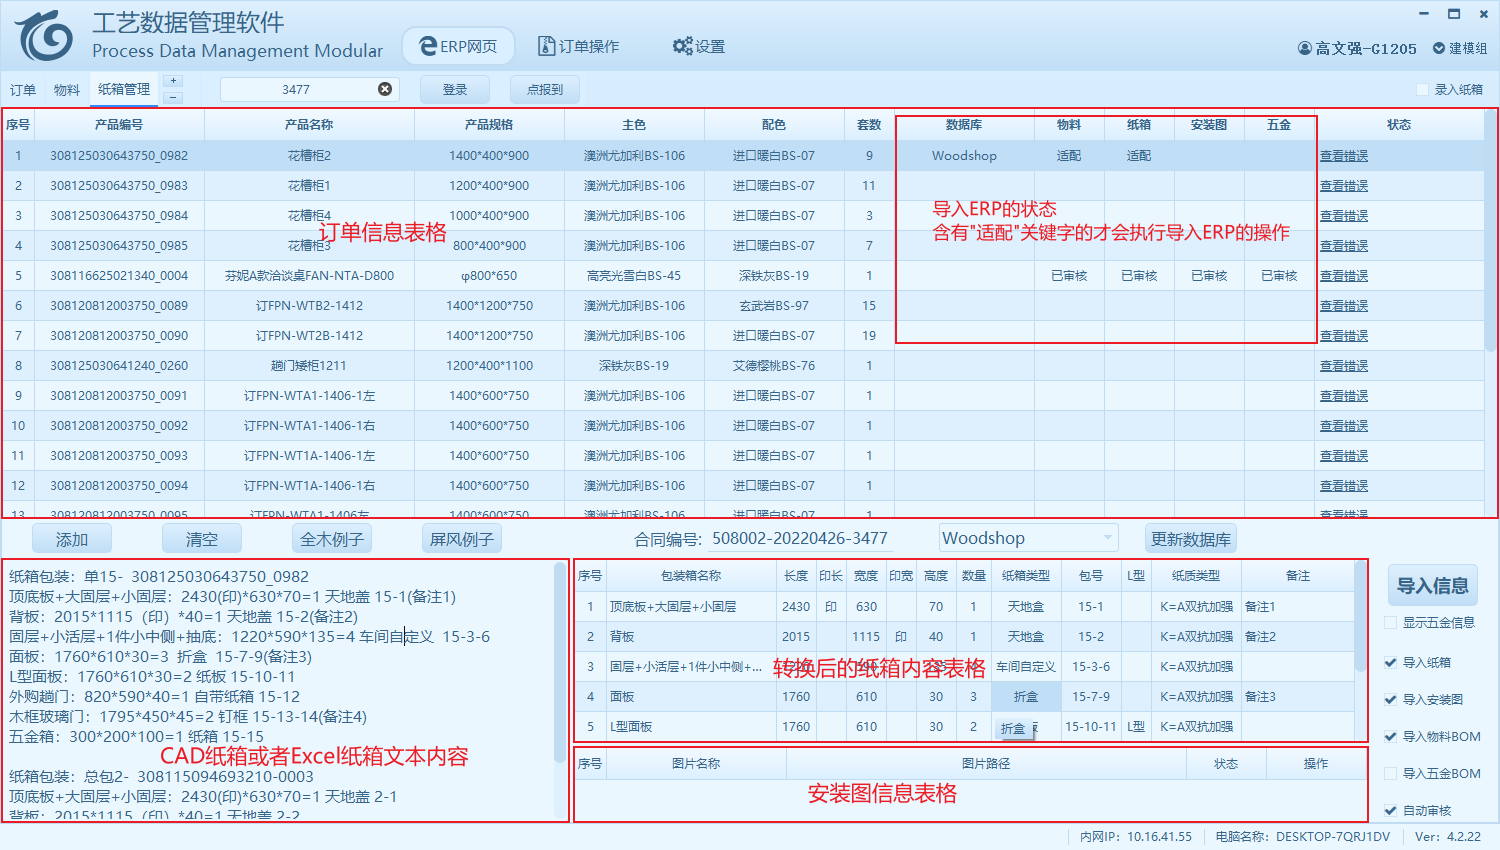 工艺数据管理软件
Process Data Management Modular
ERP网页
订单操作
设置
高文强-G1205
建模组
订单 物料 纸箱管理 + −
3477
登录
点报到
录入纸箱
序号 产品编号 产品名称 产品规格 主色 配色 套数 数据库 物料 纸箱 安装图 五金 状态
1 308125030643750_0982 花槽柜2 1400*400*900 澳洲尤加利BS-106 进口暖白BS-07 9 Woodshop 适配 适配 查看错误
2 308125030643750_0983 花槽柜1 1200*400*900 澳洲尤加利BS-106 进口暖白BS-07 11 查看错误
3 308125030643750_0984 花槽柜4 1000*400*900 澳洲尤加利BS-106 进口暖白BS-07 3 查看错误
4 308125030643750_0985 花槽柜3 800*400*900 澳洲尤加利BS-106 进口暖白BS-07 7 查看错误
订单信息表格
导入ERP的状态
含有"适配"关键字的才会执行导入ERP的操作
5 308116625021340_0004 芬妮A款洽谈桌FAN-NTA-D800 φ800*650 高亮光雪白BS-45 深铁灰BS-19 1 已审核 已审核 已审核 已审核 查看错误
6 308120812003750_0089 订FPN-WTB2-1412 1400*1200*750 澳洲尤加利BS-106 玄武岩BS-97 15 查看错误
7 308120812003750_0090 订FPN-WT2B-1412 1400*1200*750 澳洲尤加利BS-106 进口暖白BS-07 19 查看错误
8 308125030641240_0260 趟门矮柜1211 1200*400*1100 深铁灰BS-19 艾德樱桃BS-76 1 查看错误
9 308120812003750_0091 订FPN-WTA1-1406-1左 1400*600*750 澳洲尤加利BS-106 进口暖白BS-07 1 查看错误
10 308120812003750_0092 订FPN-WTA1-1406-1右 1400*600*750 澳洲尤加利BS-106 进口暖白BS-07 1 查看错误
11 308120812003750_0093 订FPN-WT1A-1406-1左 1400*600*750 澳洲尤加利BS-106 进口暖白BS-07 1 查看错误
12 308120812003750_0094 订FPN-WT1A-1406-1右 1400*600*750 澳洲尤加利BS-106 进口暖白BS-07 1 查看错误
13 308120812003750_0095 订FPN-WTA1-1406左 1400*600*750 澳洲尤加利BS-106 进口暖白BS-07 1 查看错误
添加 清空 全木例子 屏风例子
合同编号: 508002-20220426-3477
Woodshop
更新数据库
纸箱包装：单15- 308125030643750_0982
顶底板+大固层+小固层：2430(印)*630*70=1 天地盖 15-1(备注1)
背板：2015*1115（印）*40=1 天地盖 15-2(备注2)
固层+小活层+1件小中侧+抽底：1220*590*135=4 车间自定义 15-3-6
面板：1760*610*30=3 折盒 15-7-9(备注3)
L型面板：1760*610*30=2 纸板 15-10-11
外购趟门：820*590*40=1 自带纸箱 15-12
木框玻璃门：1795*450*45=2 钉框 15-13-14(备注4)
五金箱：300*200*100=1 纸箱 15-15
CAD纸箱或者Excel纸箱文本内容
纸箱包装：总包2- 308115094693210-0003
顶底板+大固层+小固层：2430(印)*630*70=1 天地盖 2-1
背板：2015*1115（印）*40=1 天地盖 2-2
序号 包装箱名称 长度 印长 宽度 印宽 高度 数量 纸箱类型 包号 L型 纸质类型 备注
1 顶底板+大固层+小固层 2430 印 630 70 1 天地盒 15-1 K=A双抗加强 备注1
2 背板 2015 1115 印 40 1 天地盒 15-2 K=A双抗加强 备注2
3 固层+小活层+1件小中侧+... 车间自定义 15-3-6 K=A双抗加强
转换后的纸箱内容表格
4 面板 1760 610 30 3 折盒 15-7-9 K=A双抗加强 备注3
5 L型面板 1760 610 30 2 15-10-11 L型 K=A双抗加强
折盒
序号 图片名称 图片路径 状态 操作
安装图信息表格
导入信息
显示五金信息
导入纸箱
导入安装图
导入物料BOM
导入五金BOM
自动审核
内网IP: 10.16.41.55
电脑名称: DESKTOP-7QRJ1DV
Ver: 4.2.22